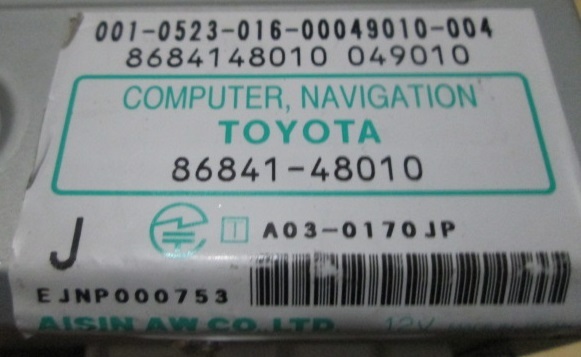 001-0523-016-00049010-004
8684148010 049010
COMPUTER, NAVIGATION
TOYOTA
86841-48010
J
A03-0170JP
EJNP000753
AISIN AW CO. LTD
12V